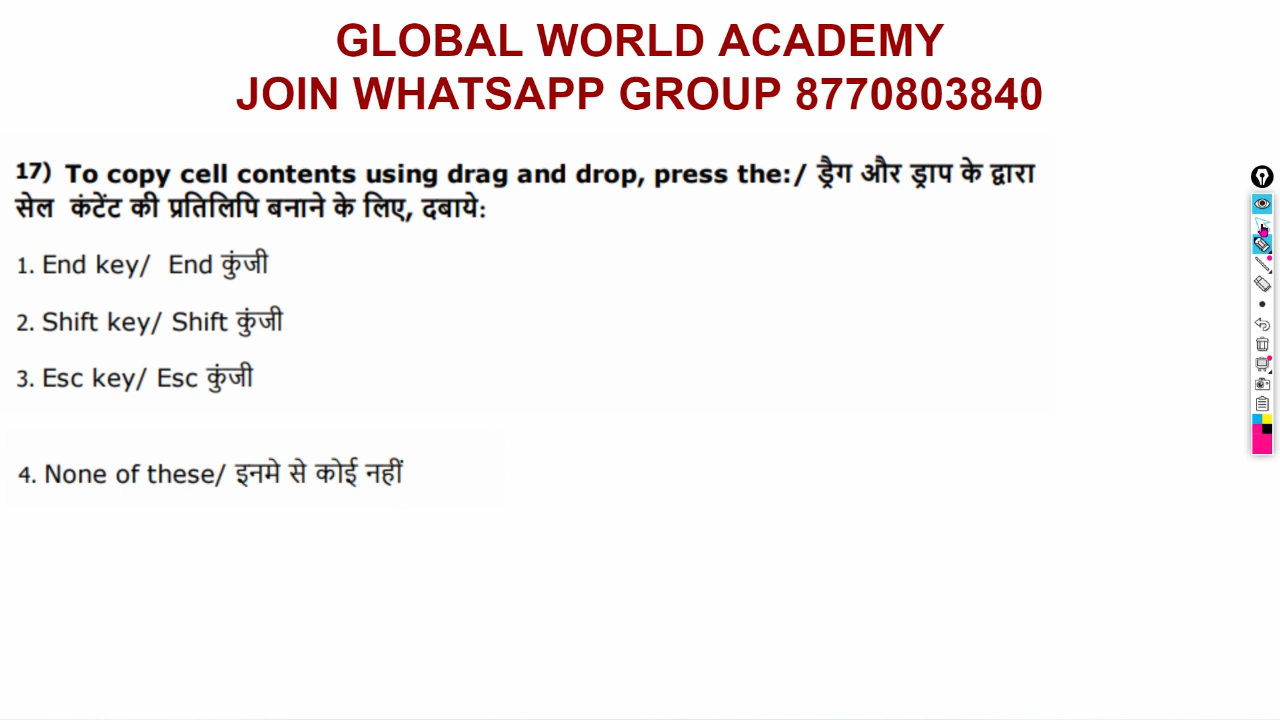 GLOBAL WORLD ACADEMY
JOIN WHATSAPP GROUP 8770803840
17) To copy cell contents using drag and drop, press the:/ ड्रैग और ड्राप के द्वारा
सेल कंटेंट की प्रतिलिपि बनाने के लिए, दबाये:
1. End key/ End कुंजी
2. Shift key/ Shift कुंजी
3. Esc key/ Esc कुंजी
4. None of these/ इनमे से कोई नहीं